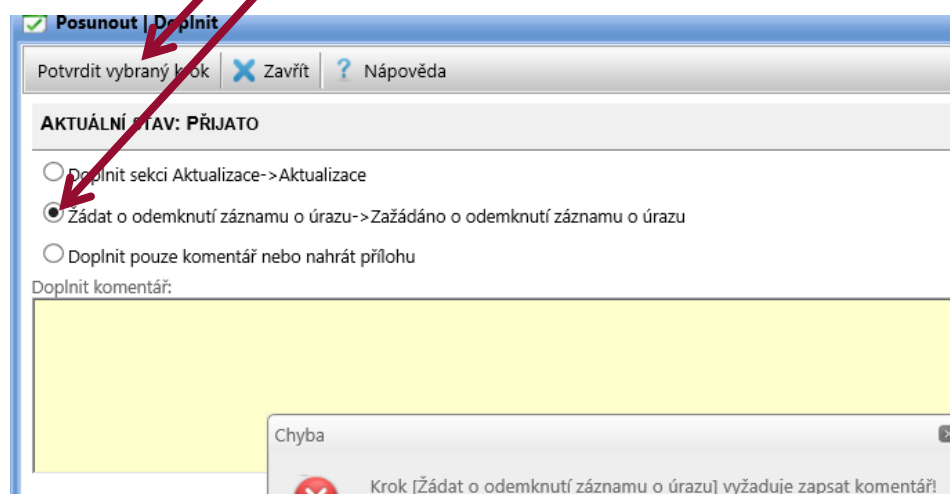 Posunout | Doplnit
Potvrdit vybraný krok Zavřít ? Nápověda
AKTUÁLNÍ STAV: PŘIJATO
Doplnit sekci Aktualizace->Aktualizace
Žádat o odemknutí záznamu o úrazu->Zažádáno o odemknutí záznamu o úrazu
Doplnit pouze komentář nebo nahrát přílohu
Doplnit komentář:
Chyba
Krok [Žádat o odemknutí záznamu o úrazu] vyžaduje zapsat komentář!